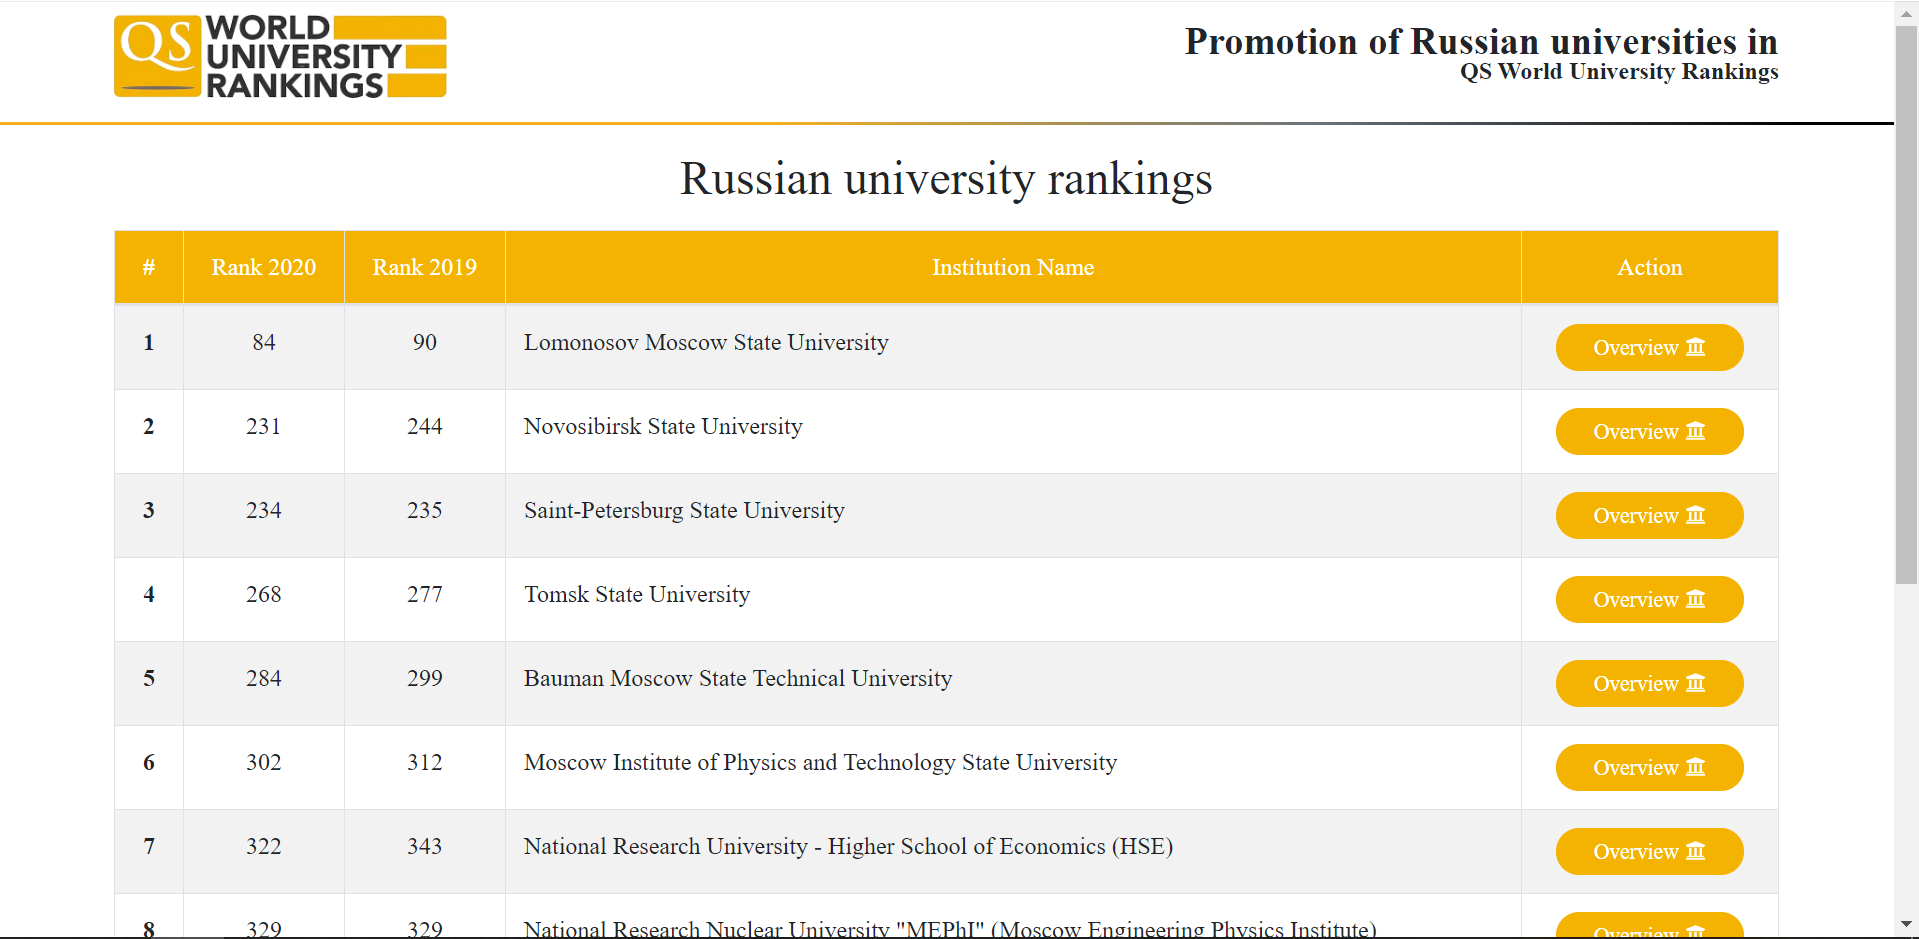 QS WORLD
UNIVERSITY
RANKINGS
Promotion of Russian universities in
QS World University Rankings
Russian university rankings
# Rank 2020 Rank 2019 Institution Name Action
1 84 90 Lomonosov Moscow State University Overview
2 231 244 Novosibirsk State University Overview
3 234 235 Saint-Petersburg State University Overview
4 268 277 Tomsk State University Overview
5 284 299 Bauman Moscow State Technical University Overview
6 302 312 Moscow Institute of Physics and Technology State University Overview
7 322 343 National Research University - Higher School of Economics (HSE) Overview
8 329 329 National Research Nuclear University "MEPhI" (Moscow Engineering Physics Institute) Overview